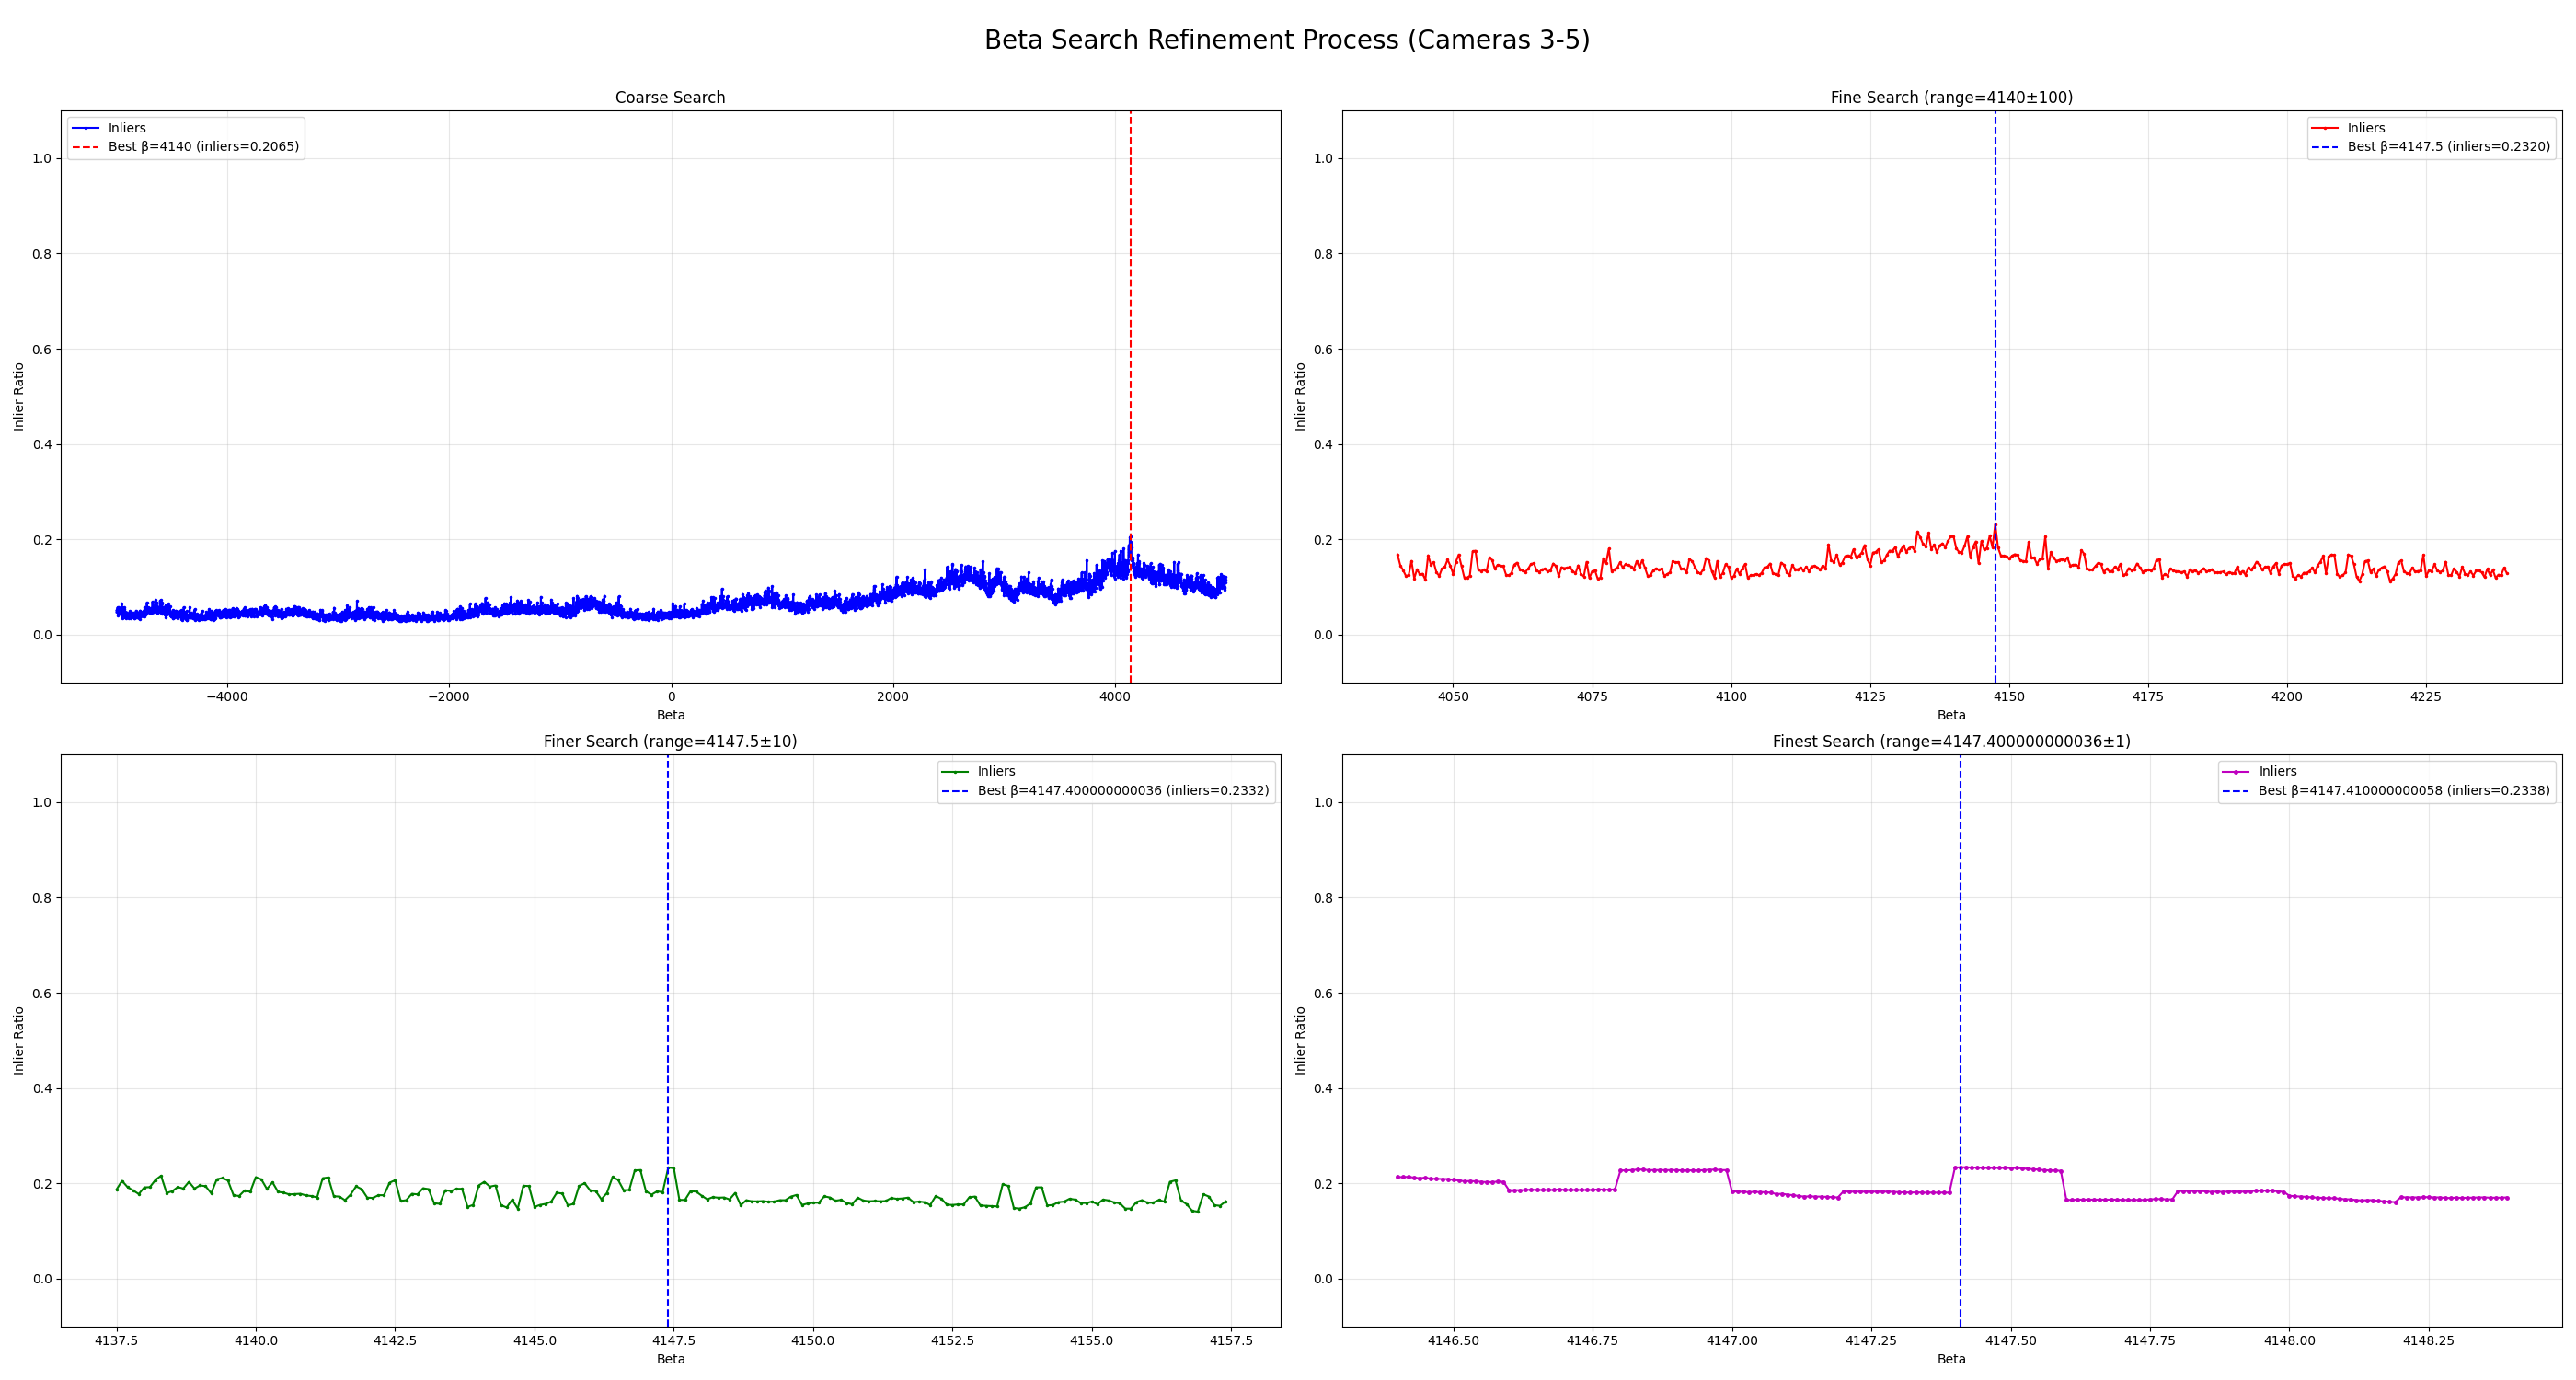 Beta Search Refinement Process (Cameras 3-5)
Coarse Search
Inliers
Best β=4140 (inliers=0.2065)
Inlier Ratio
1.0
0.8
0.6
0.4
0.2
0.0
−4000 −2000 0 2000 4000
Beta
Fine Search (range=4140±100)
Inliers
Best β=4147.5 (inliers=0.2320)
Inlier Ratio
1.0
0.8
0.6
0.4
0.2
0.0
4050 4075 4100 4125 4150 4175 4200 4225
Beta
Finer Search (range=4147.5±10)
Inliers
Best β=4147.400000000036 (inliers=0.2332)
Inlier Ratio
1.0
0.8
0.6
0.4
0.2
0.0
4137.5 4140.0 4142.5 4145.0 4147.5 4150.0 4152.5 4155.0 4157.5
Beta
Finest Search (range=4147.400000000036±1)
Inliers
Best β=4147.410000000058 (inliers=0.2338)
Inlier Ratio
1.0
0.8
0.6
0.4
0.2
0.0
4146.50 4146.75 4147.00 4147.25 4147.50 4147.75 4148.00 4148.25
Beta